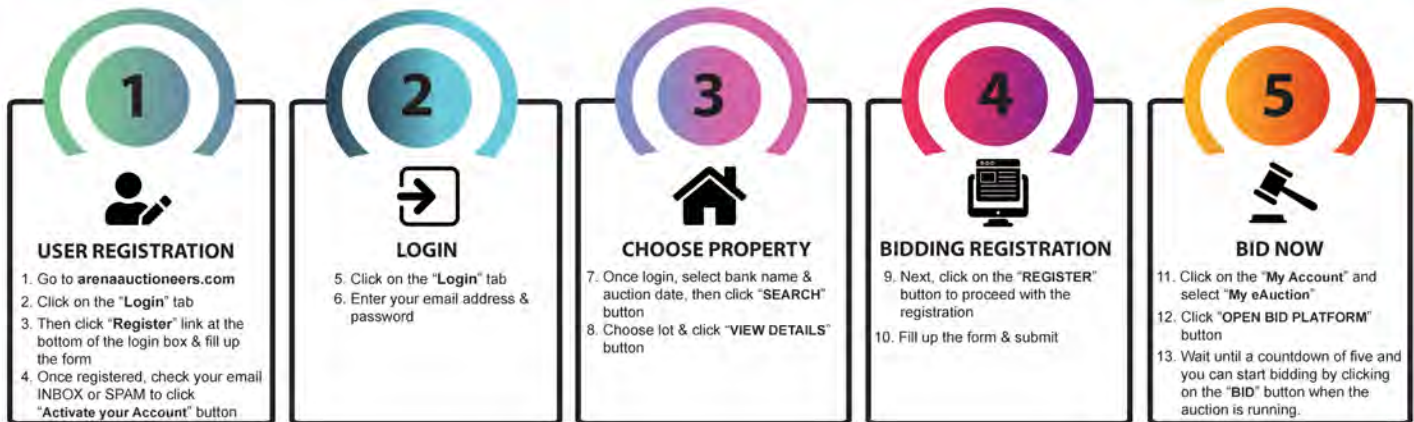 1
USER REGISTRATION
1. Go to arenaauctioneers.com
2. Click on the “Login” tab
3. Then click “Register” link at the
bottom of the login box & fill up
the form
4. Once registered, check your email
INBOX or SPAM to click
“Activate your Account” button
2
LOGIN
5. Click on the “Login” tab
6. Enter your email address &
password
3
CHOOSE PROPERTY
7. Once login, select bank name &
auction date, then click “SEARCH”
button
8. Choose lot & click “VIEW DETAILS”
button
4
BIDDING REGISTRATION
9. Next, click on the “REGISTER”
button to proceed with the
registration
10. Fill up the form & submit
5
BID NOW
11. Click on the “My Account” and
select “My eAuction”
12. Click “OPEN BID PLATFORM”
button
13. Wait until a countdown of five and
you can start bidding by clicking
on the “BID” button when the
auction is running.